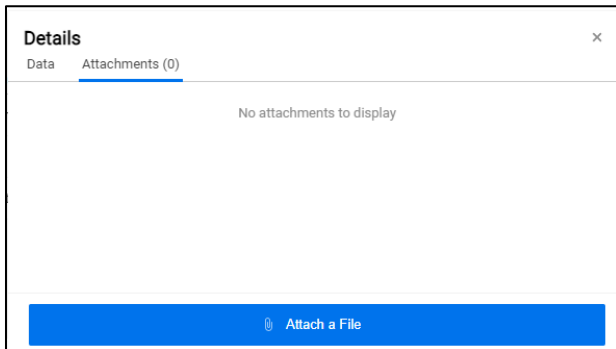 Details
×
Data Attachments (0)
No attachments to display
Attach a File